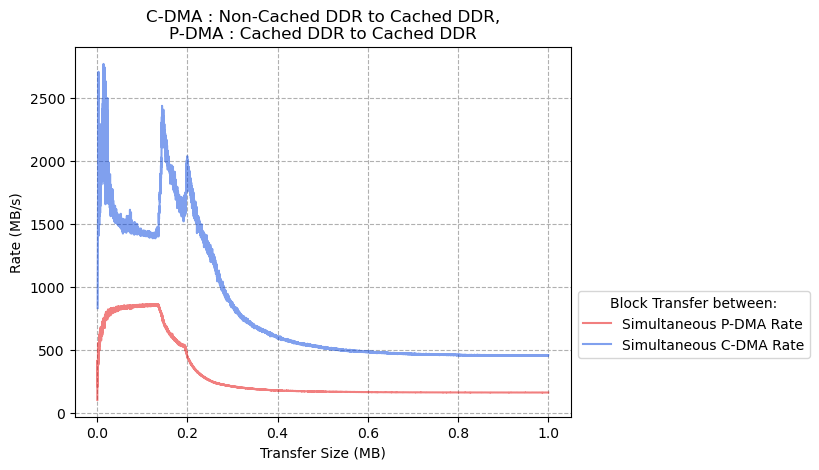 C-DMA : Non-Cached DDR to Cached DDR,
P-DMA : Cached DDR to Cached DDR
2500
2000
1500
1000
500
0
Rate (MB/s)
0.0
0.2
0.4
0.6
0.8
1.0
Transfer Size (MB)
Block Transfer between:
Simultaneous P-DMA Rate
Simultaneous C-DMA Rate